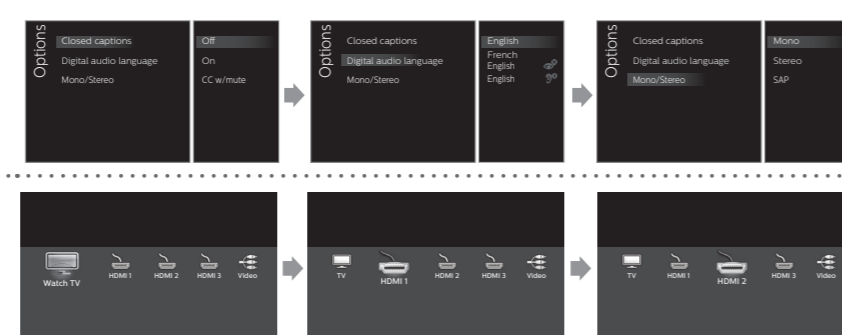 Options
Closed captions
Digital audio language
Mono/Stereo
Off
On
CC w/mute
Options
Closed captions
Digital audio language
Mono/Stereo
English
French
English
English
Options
Closed captions
Digital audio language
Mono/Stereo
Mono
Stereo
SAP
Watch TV
HDMI 1
HDMI 2
HDMI 3
Video
TV
HDMI 1
HDMI 2
HDMI 3
Video
TV
HDMI 1
HDMI 2
HDMI 3
Video